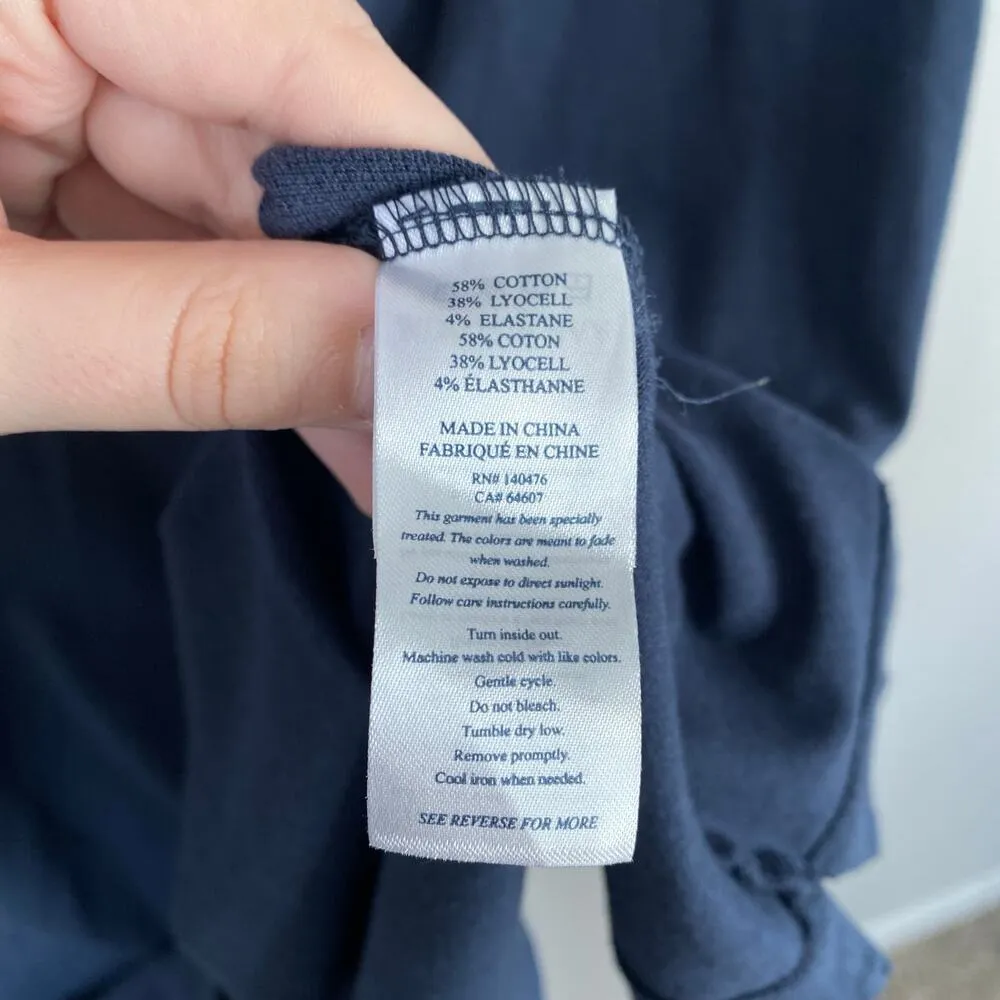 58% COTTON
38% LYOCELL
4% ELASTANE
58% COTON
38% LYOCELL
4% ÉLASTHANNE
MADE IN CHINA
FABRIQUÉ EN CHINE
RN# 140476
CA# 64607
This garment has been specially
treated. The colors are meant to fade
when washed.
Do not expose to direct sunlight.
Follow care instructions carefully.
Turn inside out.
Machine wash cold with like colors.
Gentle cycle.
Do not bleach.
Tumble dry low.
Remove promptly.
Cool iron when needed.
SEE REVERSE FOR MORE